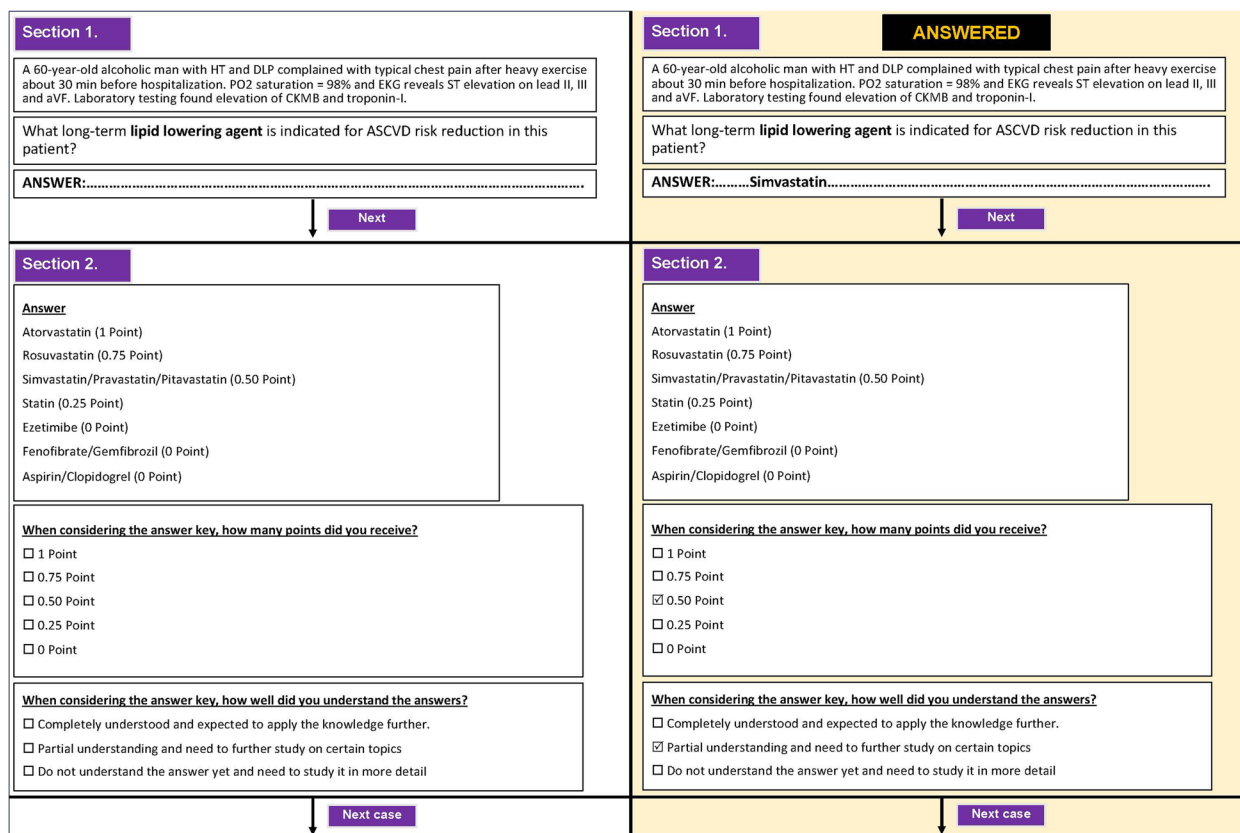 Section 1.
A 60-year-old alcoholic man with HT and DLP complained with typical chest pain after heavy exercise
about 30 min before hospitalization. PO2 saturation = 98% and EKG reveals ST elevation on lead II, III
and aVF. Laboratory testing found elevation of CKMB and troponin-I.
What long-term lipid lowering agent is indicated for ASCVD risk reduction in this
patient?
ANSWER:…………………………………………………………………………………………………….
Next
Section 2.
Answer
Atorvastatin (1 Point)
Rosuvastatin (0.75 Point)
Simvastatin/Pravastatin/Pitavastatin (0.50 Point)
Statin (0.25 Point)
Ezetimibe (0 Point)
Fenofibrate/Gemfibrozil (0 Point)
Aspirin/Clopidogrel (0 Point)
When considering the answer key, how many points did you receive?
☐ 1 Point
☐ 0.75 Point
☐ 0.50 Point
☐ 0.25 Point
☐ 0 Point
When considering the answer key, how well did you understand the answers?
☐ Completely understood and expected to apply the knowledge further.
☐ Partial understanding and need to further study on certain topics
☐ Do not understand the answer yet and need to study it in more detail
Next case
Section 1.
ANSWERED
A 60-year-old alcoholic man with HT and DLP complained with typical chest pain after heavy exercise
about 30 min before hospitalization. PO2 saturation = 98% and EKG reveals ST elevation on lead II, III
and aVF. Laboratory testing found elevation of CKMB and troponin-I.
What long-term lipid lowering agent is indicated for ASCVD risk reduction in this
patient?
ANSWER:………Simvastatin…………………………………………………………………………….
Next
Section 2.
Answer
Atorvastatin (1 Point)
Rosuvastatin (0.75 Point)
Simvastatin/Pravastatin/Pitavastatin (0.50 Point)
Statin (0.25 Point)
Ezetimibe (0 Point)
Fenofibrate/Gemfibrozil (0 Point)
Aspirin/Clopidogrel (0 Point)
When considering the answer key, how many points did you receive?
☐ 1 Point
☐ 0.75 Point
☑ 0.50 Point
☐ 0.25 Point
☐ 0 Point
When considering the answer key, how well did you understand the answers?
☐ Completely understood and expected to apply the knowledge further.
☑ Partial understanding and need to further study on certain topics
☐ Do not understand the answer yet and need to study it in more detail
Next case